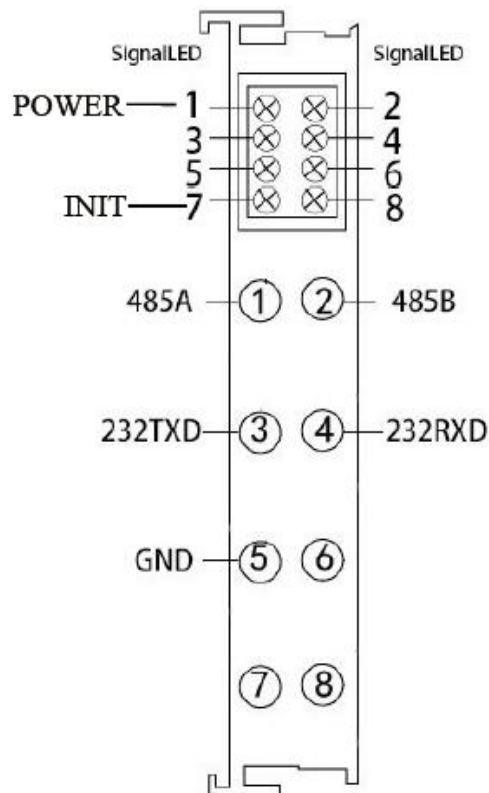 SignalLED SignalLED
POWER 1 2
3 4
5 6
INIT 7 8
485A 1 2 485B
232TXD 3 4 232RXD
GND 5 6
7 8